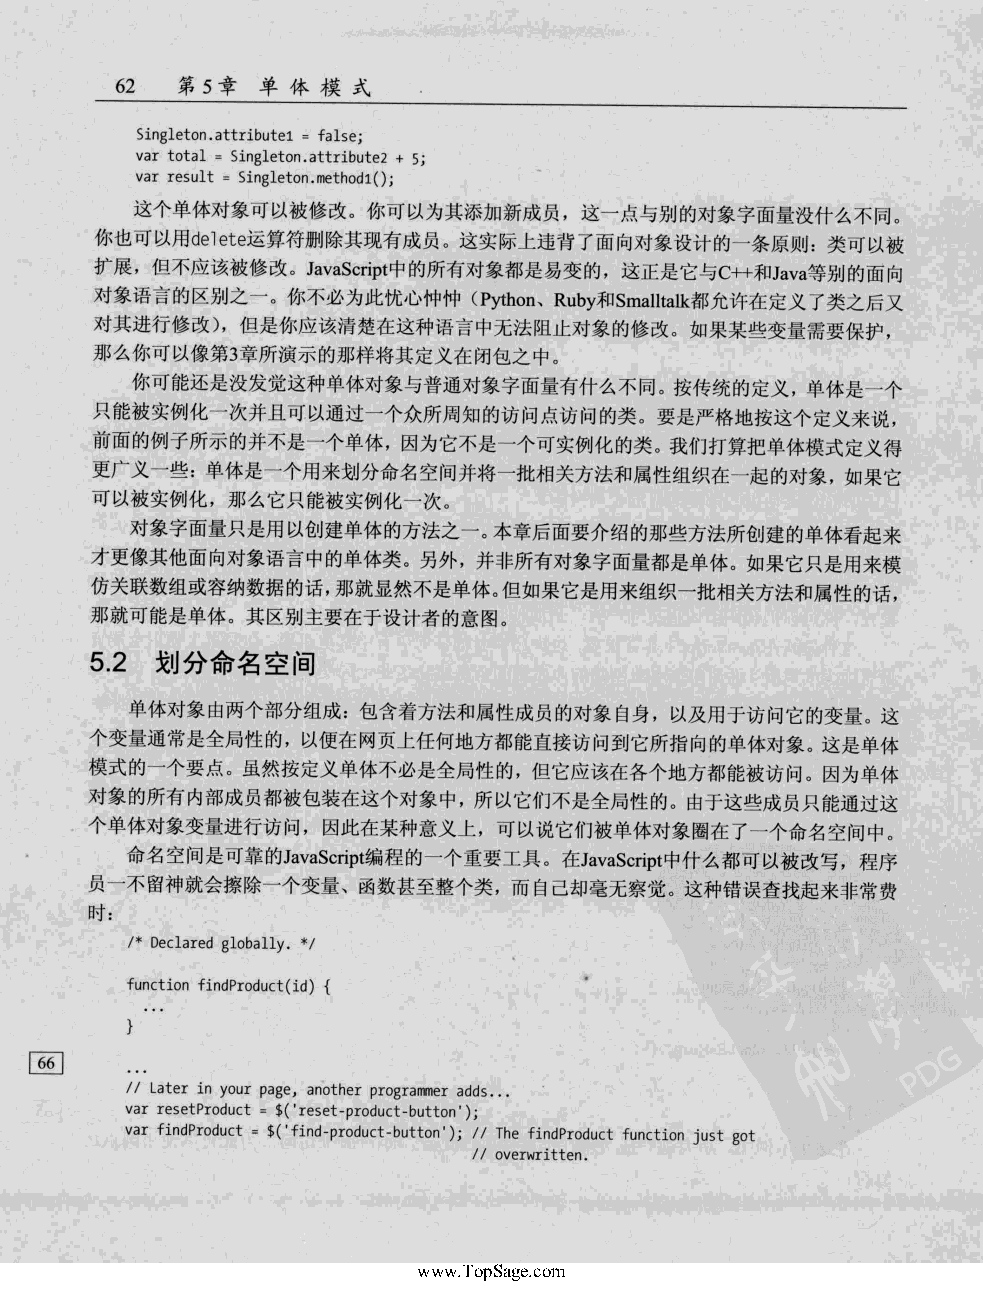 62 第5章 单体模式
Singleton.attribute1 = false;
var total = Singleton.attribute2 + 5;
var result = Singleton.method1();
这个单体对象可以被修改。你可以为其添加新成员，这一点与别的对象字面量没什么不同。
你也可以用delete运算符删除其现有成员。这实际上违背了面向对象设计的一条原则：类可以被
扩展，但不应该被修改。JavaScript中的所有对象都是易变的，这正是它与C++和Java等别的面向
对象语言的区别之一。你不必为此忧心忡忡（Python、Ruby和Smalltalk都允许在定义了类之后又
对其进行修改），但是你应该清楚在这种语言中无法阻止对象的修改。如果某些变量需要保护，
那么你可以像第3章所演示的那样将其定义在闭包之中。
你可能还是没发觉这种单体对象与普通对象字面量有什么不同。按传统的定义，单体是一个
只能被实例化一次并且可以通过一个众所周知的访问点访问的类。要是严格地按这个定义来说，
前面的例子所示的并不是一个单体，因为它不是一个可实例化的类。我们打算把单体模式定义得
更广义一些：单体是一个用来划分命名空间并将一批相关方法和属性组织在一起的对象，如果它
可以被实例化，那么它只能被实例化一次。
对象字面量只是用以创建单体的方法之一。本章后面要介绍的那些方法所创建的单体看起来
才更像其他面向对象语言中的单体类。另外，并非所有对象字面量都是单体。如果它只是用来模
仿关联数组或容纳数据的话，那就显然不是单体。但如果它是用来组织一批相关方法和属性的话，
那就可能是单体。其区别主要在于设计者的意图。
5.2 划分命名空间
单体对象由两个部分组成：包含着方法和属性成员的对象自身，以及用于访问它的变量。这
个变量通常是全局性的，以便在网页上任何地方都能直接访问到它所指向的单体对象。这是单体
模式的一个要点。虽然按定义单体不必是全局性的，但它应该在各个地方都能被访问。因为单体
对象的所有内部成员都被包装在这个对象中，所以它们不是全局性的。由于这些成员只能通过这
个单体对象变量进行访问，因此在某种意义上，可以说它们被单体对象圈在了一个命名空间中。
命名空间是可靠的JavaScript编程的一个重要工具。在JavaScript中什么都可以被改写，程序
员一不留神就会擦除一个变量、函数甚至整个类，而自己却毫无察觉。这种错误查找起来非常费
时：
/* Declared globally. */
function findProduct(id) {
...
}
66
...
// Later in your page, another programmer adds...
var resetProduct = $('reset-product-button');
var findProduct = $('find-product-button'); // The findProduct function just got
// overwritten.
PDG
www.TopSage.com